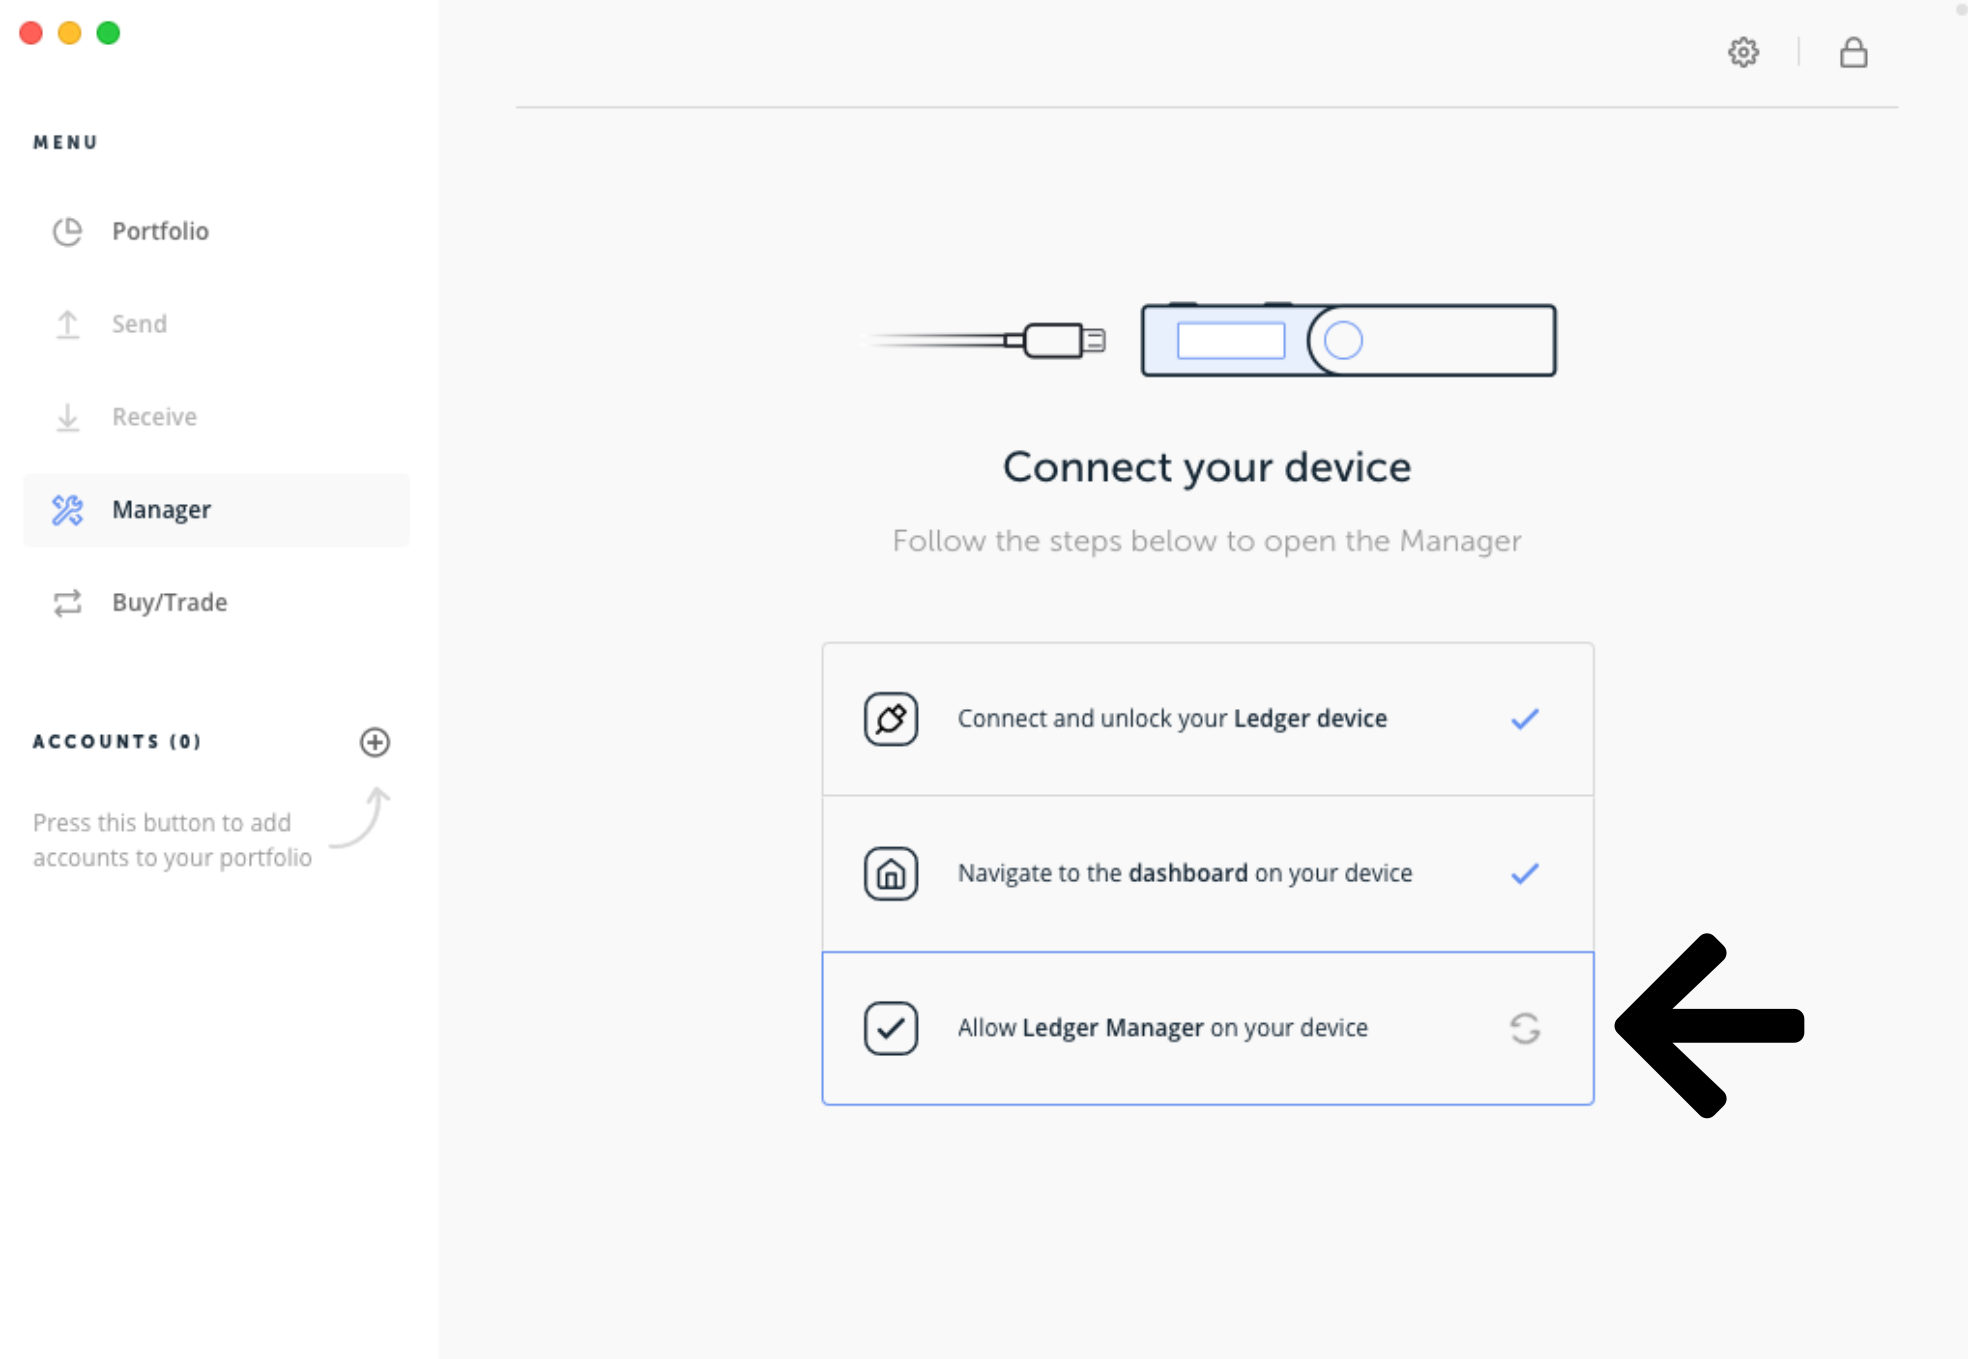 MENU
Portfolio
Send
Receive
Manager
Buy/Trade
ACCOUNTS (0)
Press this button to add
accounts to your portfolio
Connect your device
Follow the steps below to open the Manager
Connect and unlock your Ledger device
Navigate to the dashboard on your device
Allow Ledger Manager on your device